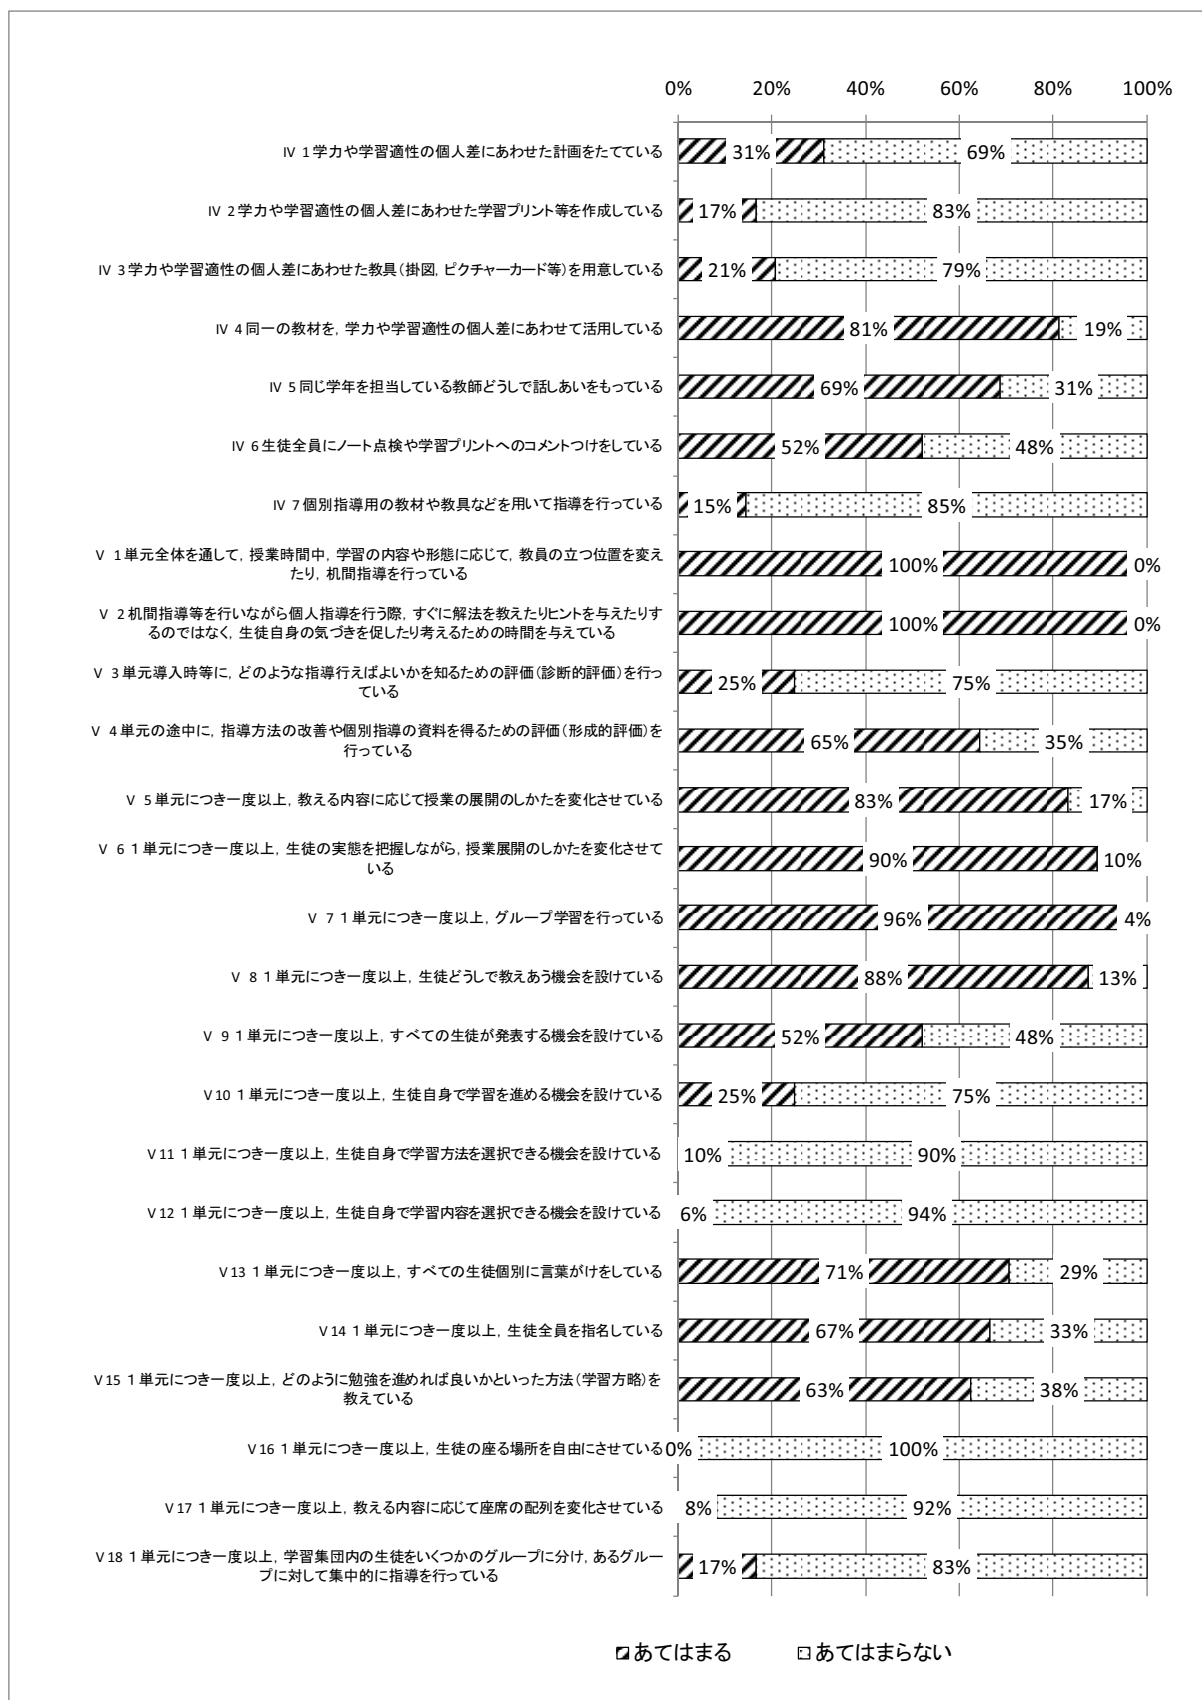 0% 20% 40% 60% 80% 100%
Ⅳ 1 学力や学習適性の個人差にあわせた計画をたてている 31% 69%
Ⅳ 2 学力や学習適性の個人差にあわせた学習プリント等を作成している 17% 83%
Ⅳ 3 学力や学習適性の個人差にあわせた教具(掛図,ピクチャーカード等)を用意している 21% 79%
Ⅳ 4 同一の教材を,学力や学習適性の個人差にあわせて活用している 81% 19%
Ⅳ 5 同じ学年を担当している教師どうしで話しあいをもっている 69% 31%
Ⅳ 6 生徒全員にノート点検や学習プリントへのコメントつけをしている 52% 48%
Ⅳ 7 個別指導用の教材や教具などを用いて指導を行っている 15% 85%
Ⅴ 1 単元全体を通して,授業時間中,学習の内容や形態に応じて,教員の立つ位置を変え
たり,机間指導を行っている 100% 0%
Ⅴ 2 机間指導等を行いながら個人指導を行う際,すぐに解法を教えたりヒントを与えたりす
るのではなく,生徒自身の気づきを促したり考えるための時間を与えている 100% 0%
Ⅴ 3 単元導入時等に,どのような指導行えばよいかを知るための評価(診断的評価)を行っ
ている 25% 75%
Ⅴ 4 単元の途中に,指導方法の改善や個別指導の資料を得るための評価(形成的評価)を
行っている 65% 35%
Ⅴ 5 単元につき一度以上,教える内容に応じて授業の展開のしかたを変化させている 83% 17%
Ⅴ 6 1単元につき一度以上,生徒の実態を把握しながら,授業展開のしかたを変化させて
いる 90% 10%
Ⅴ 7 1単元につき一度以上,グループ学習を行っている 96% 4%
Ⅴ 8 1単元につき一度以上,生徒どうしで教えあう機会を設けている 88% 13%
Ⅴ 9 1単元につき一度以上,すべての生徒が発表する機会を設けている 52% 48%
Ⅴ10 1単元につき一度以上,生徒自身で学習を進める機会を設けている 25% 75%
Ⅴ11 1単元につき一度以上,生徒自身で学習方法を選択できる機会を設けている 10% 90%
Ⅴ12 1単元につき一度以上,生徒自身で学習内容を選択できる機会を設けている 6% 94%
Ⅴ13 1単元につき一度以上,すべての生徒個別に言葉がけをしている 71% 29%
Ⅴ14 1単元につき一度以上,生徒全員を指名している 67% 33%
Ⅴ15 1単元につき一度以上,どのように勉強を進めれば良いかといった方法(学習方略)を
教えている 63% 38%
Ⅴ16 1単元につき一度以上,生徒の座る場所を自由にさせている 0% 100%
Ⅴ17 1単元につき一度以上,教える内容に応じて座席の配列を変化させている 8% 92%
Ⅴ18 1単元につき一度以上,学習集団内の生徒をいくつかのグループに分け,あるグルー
プに対して集中的に指導を行っている 17% 83%
あてはまる あてはまらない